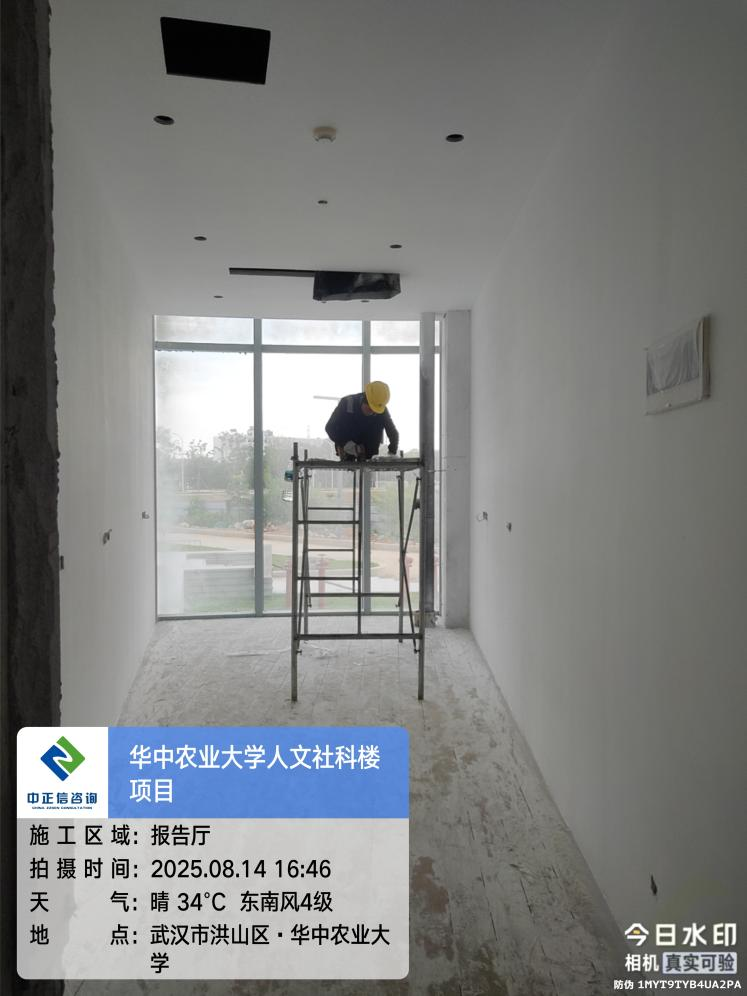 中正信咨询
CHINA ZZXIN CONSULTATION
华中农业大学人文社科楼
项目
施工区域：报告厅
拍摄时间：2025.08.14 16:46
天气：晴 34℃ 东南风4级
地点：武汉市洪山区·华中农业大
学
今日水印
相机 真实可验
防伪 1MYT9TYB4UA2PA